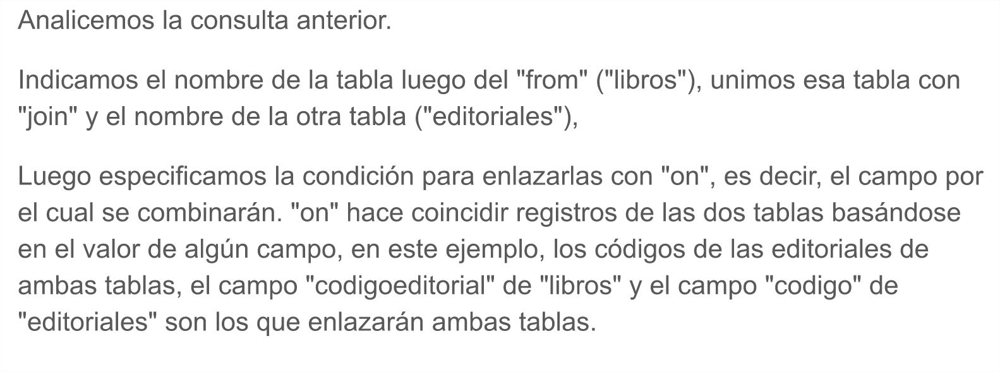 Analicemos la consulta anterior.
Indicamos el nombre de la tabla luego del "from" ("libros"), unimos esa tabla con
"join" y el nombre de la otra tabla ("editoriales"),
Luego especificamos la condición para enlazarlas con "on", es decir, el campo por
el cual se combinarán. "on" hace coincidir registros de las dos tablas basándose
en el valor de algún campo, en este ejemplo, los códigos de las editoriales de
ambas tablas, el campo "codigoeditorial" de "libros" y el campo "codigo" de
"editoriales" son los que enlazarán ambas tablas.